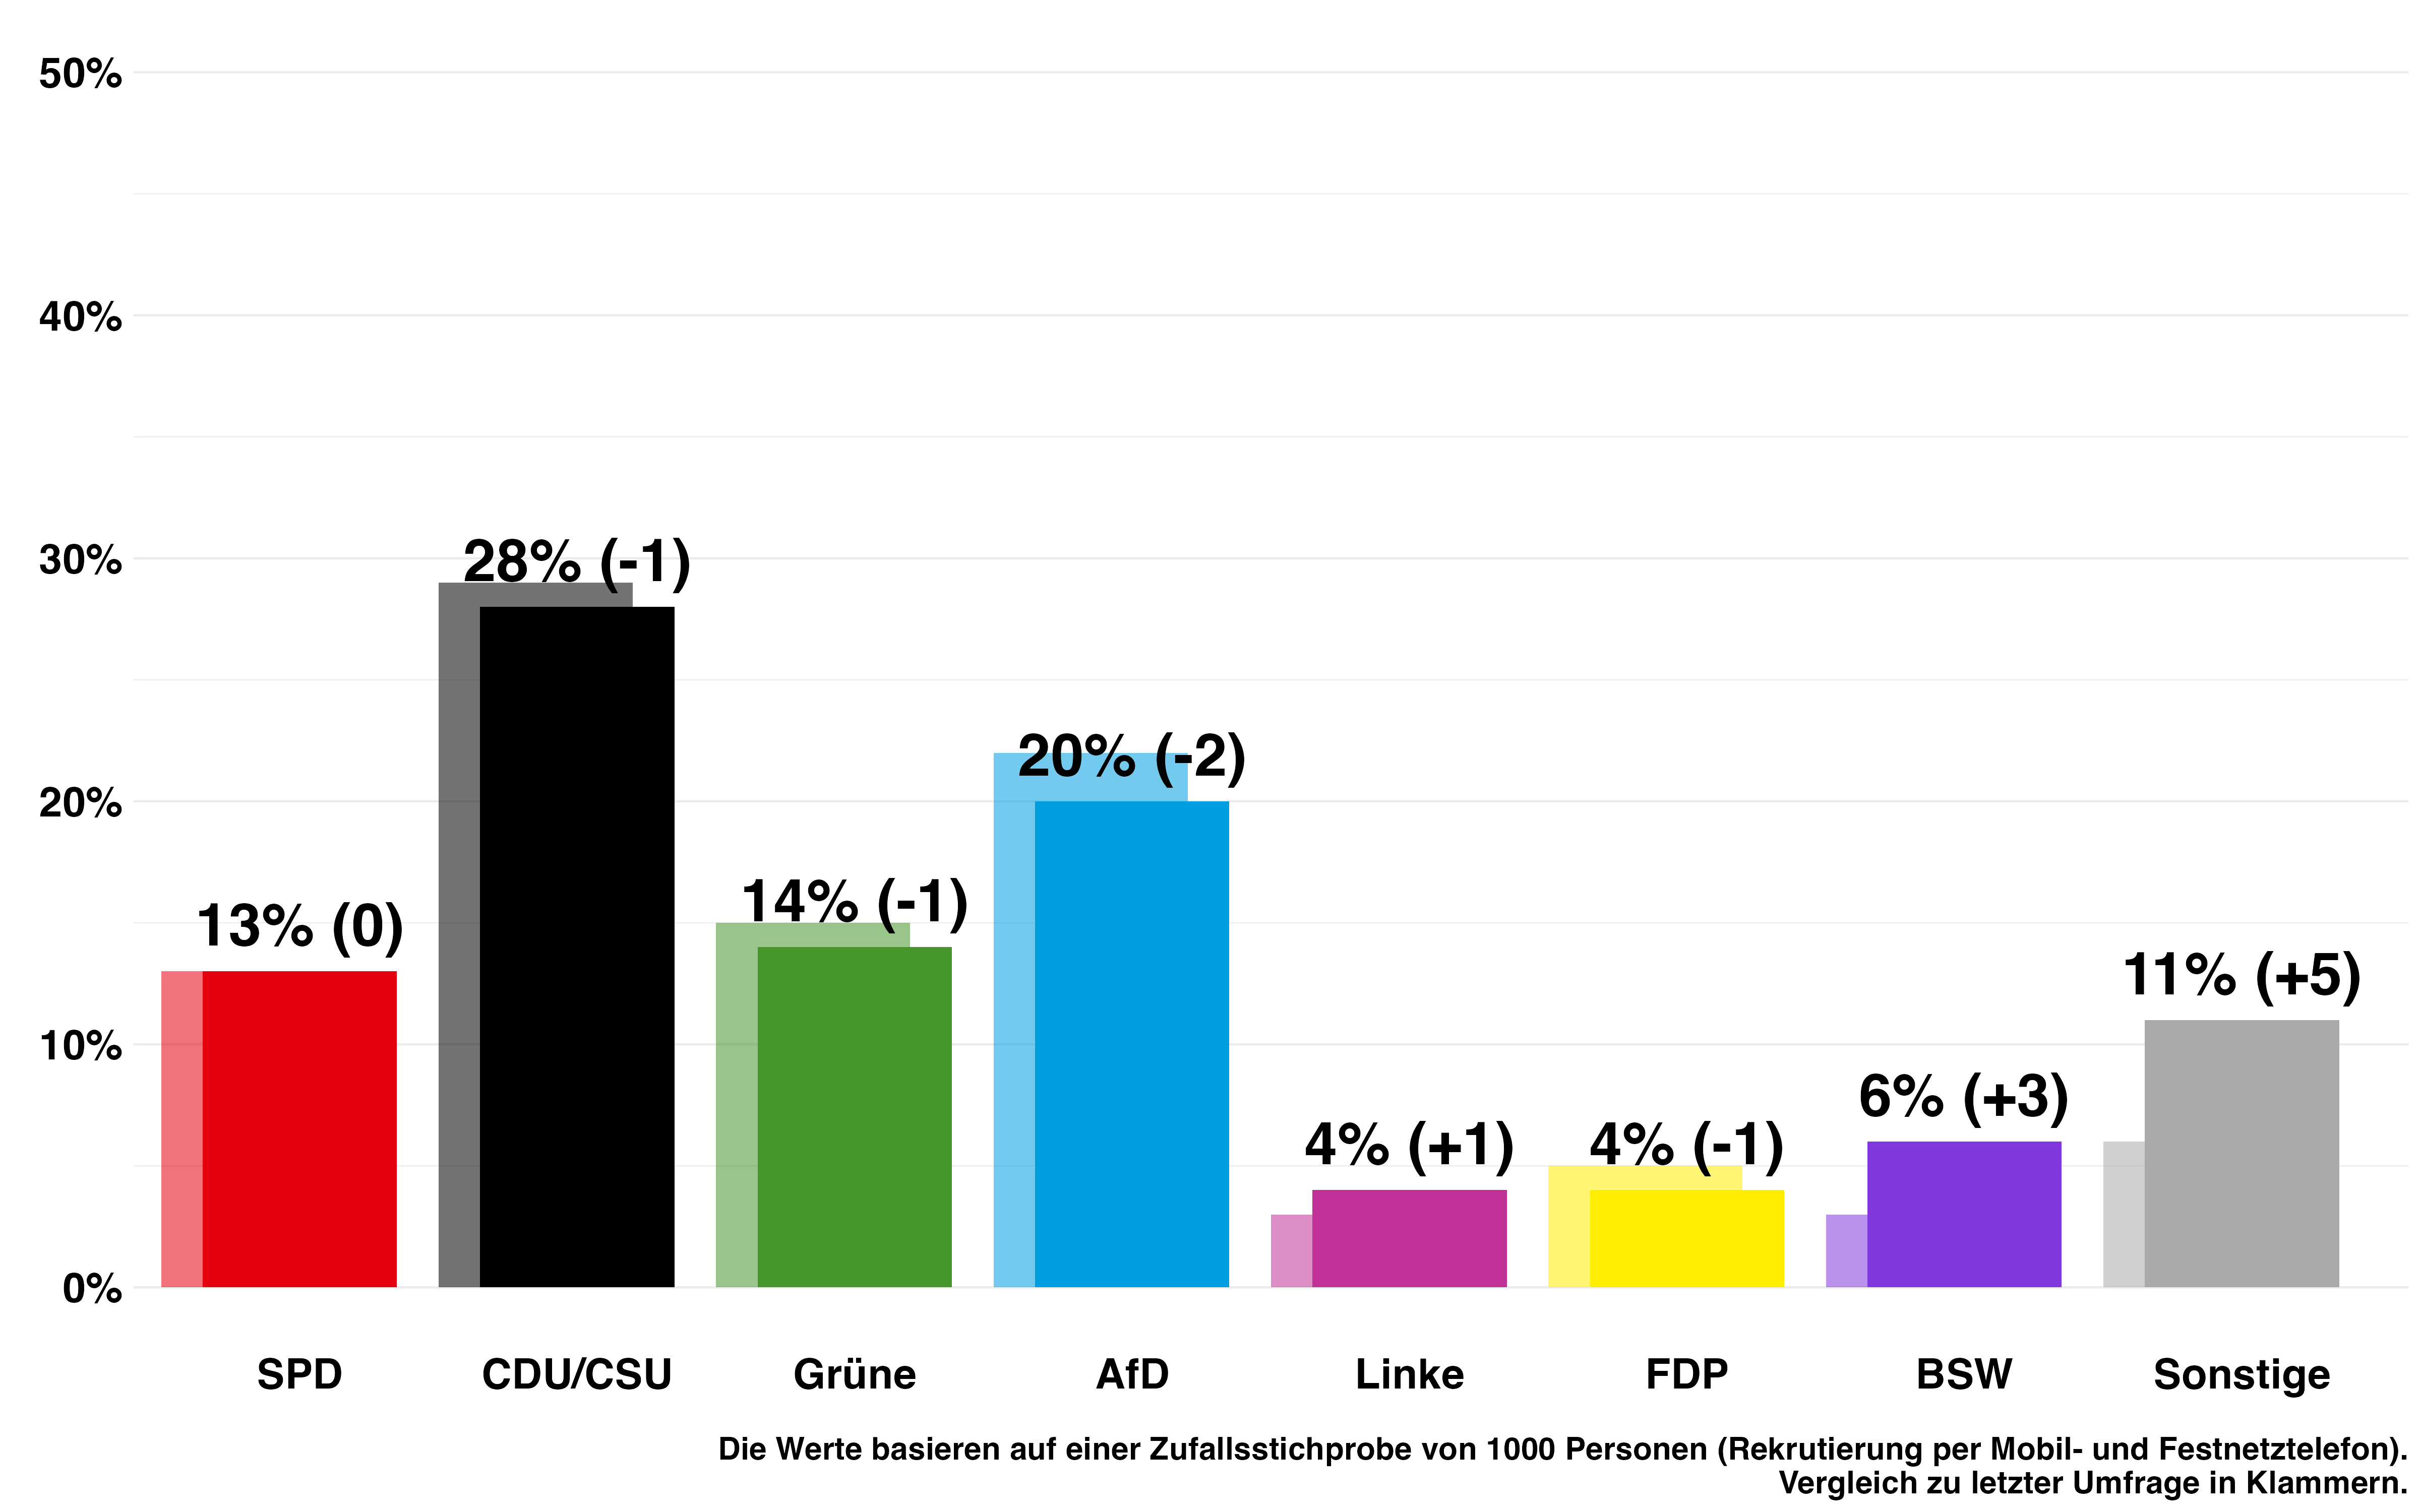 50%
40%
30%
20%
10%
0%
13% (0)
28% (-1)
14% (-1)
20% (-2)
4% (+1)
4% (-1)
6% (+3)
11% (+5)
SPD
CDU/CSU
Grüne
AfD
Linke
FDP
BSW
Sonstige
Die Werte basieren auf einer Zufallsstichprobe von 1000 Personen (Rekrutierung per Mobil- und Festnetztelefon).
Vergleich zu letzter Umfrage in Klammern.